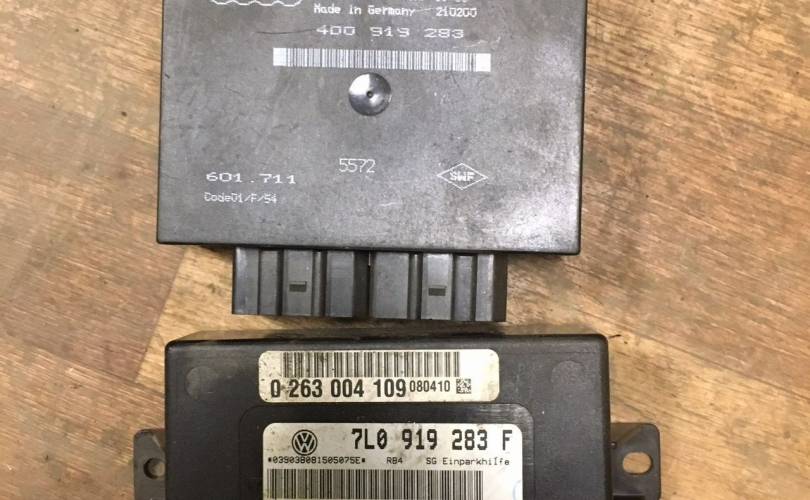 Made in Germany 210200
4D0 919 283
5572
601.711
SWF
Code01/F/54
0 263 004 109 080410
7L0 919 283 F
*03903B081505075E* RB4 SG Einparkhilfe